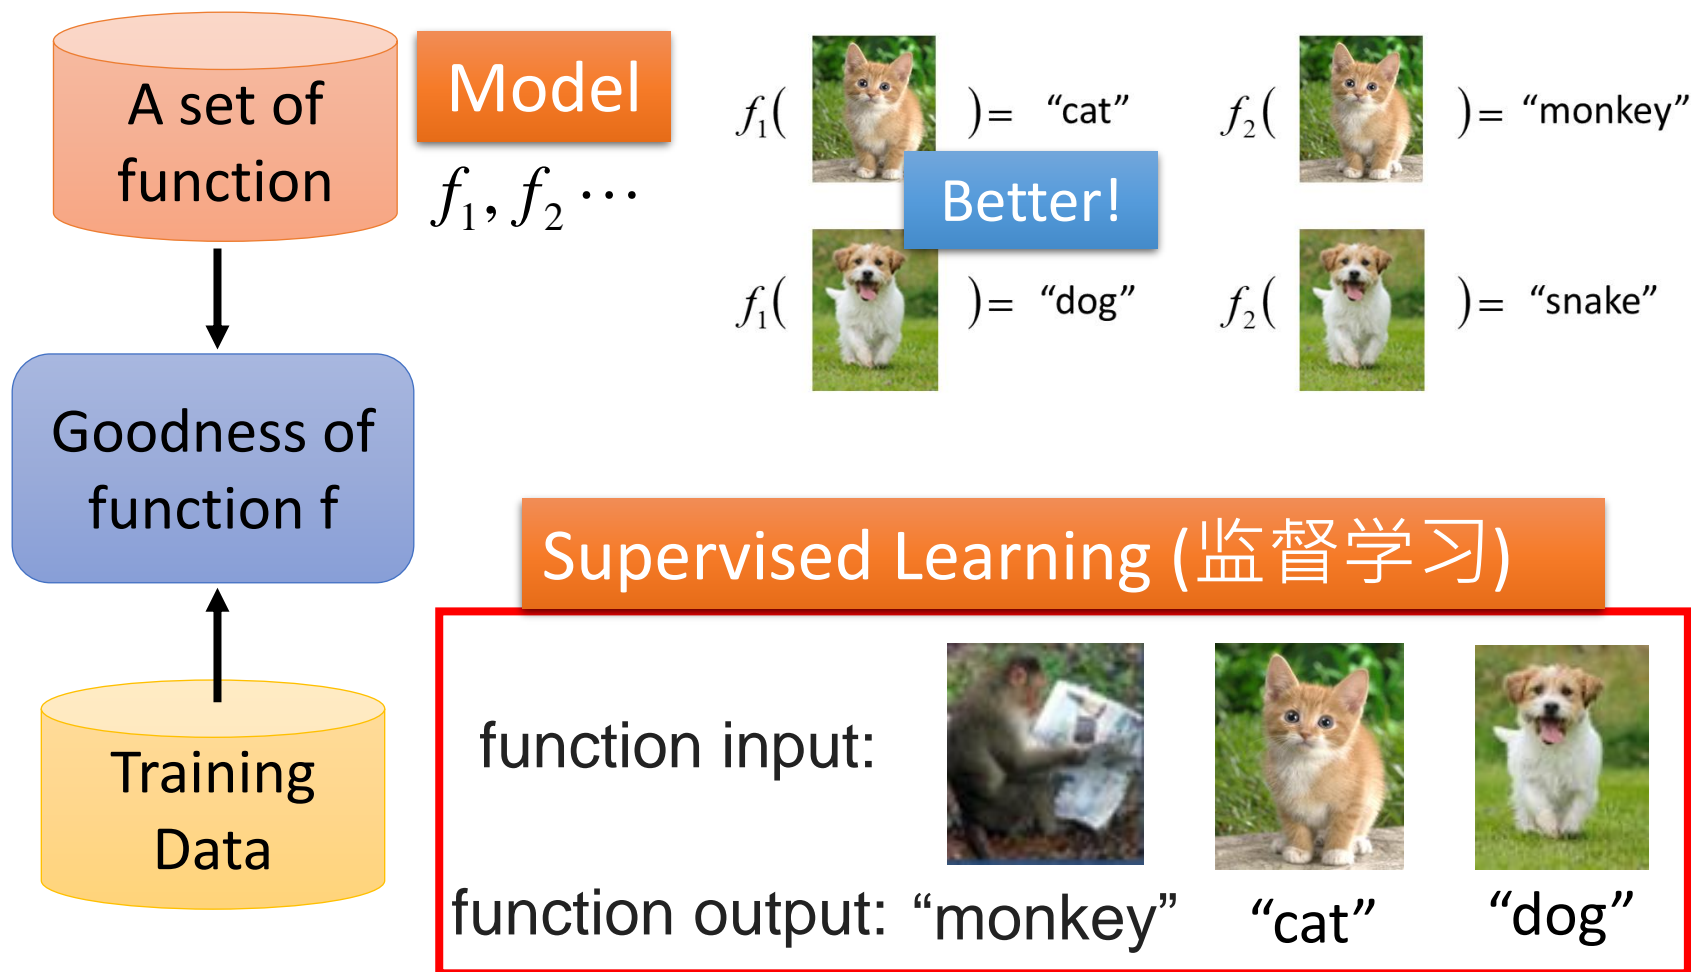 A set of
function
Model
f₁, f₂ ⋯
f₁( )= “cat”
f₂( )= “monkey”
Better!
f₁( )= “dog”
f₂( )= “snake”
Goodness of
function f
Training
Data
Supervised Learning (监督学习)
function input:
function output: “monkey” “cat” “dog”